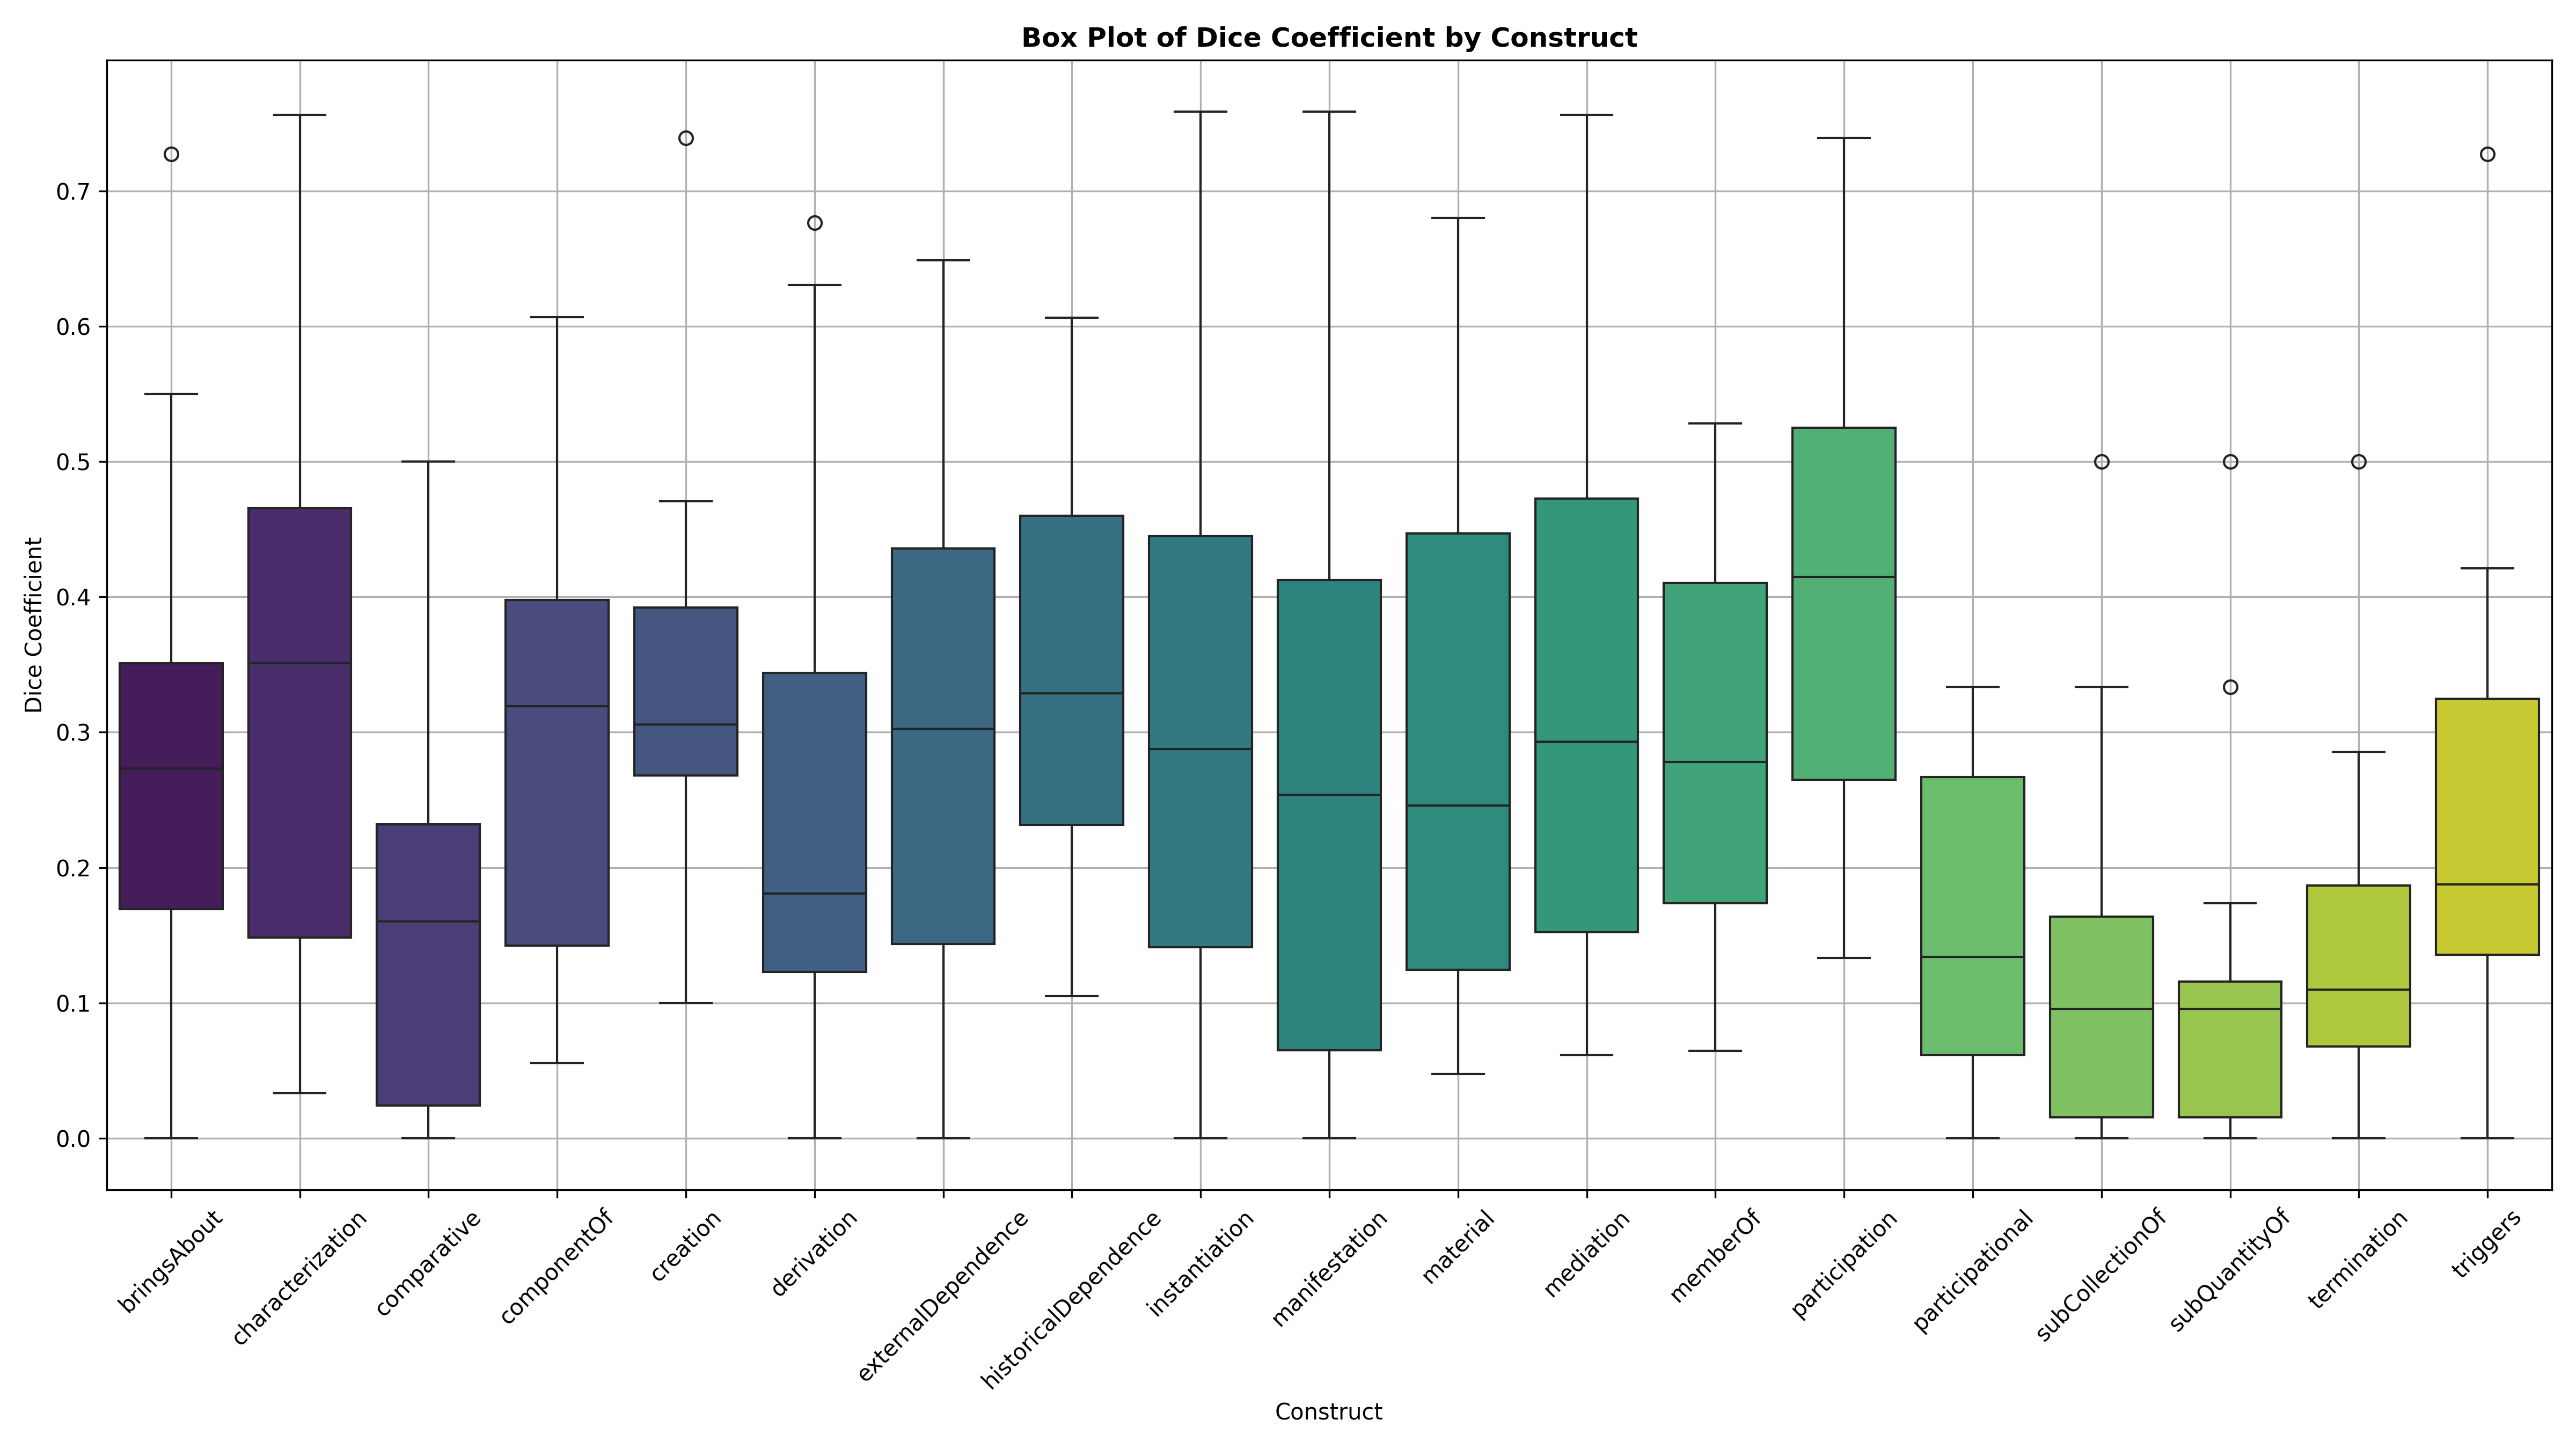 Box Plot of Dice Coefficient by Construct
Dice Coefficient
0.7
0.6
0.5
0.4
0.3
0.2
0.1
0.0
bringsAbout
characterization
comparative
componentOf
creation
derivation
externalDependence
historicalDependence
instantiation
manifestation
material
mediation
memberOf
participation
participational
subCollectionOf
subQuantityOf
termination
triggers
Construct